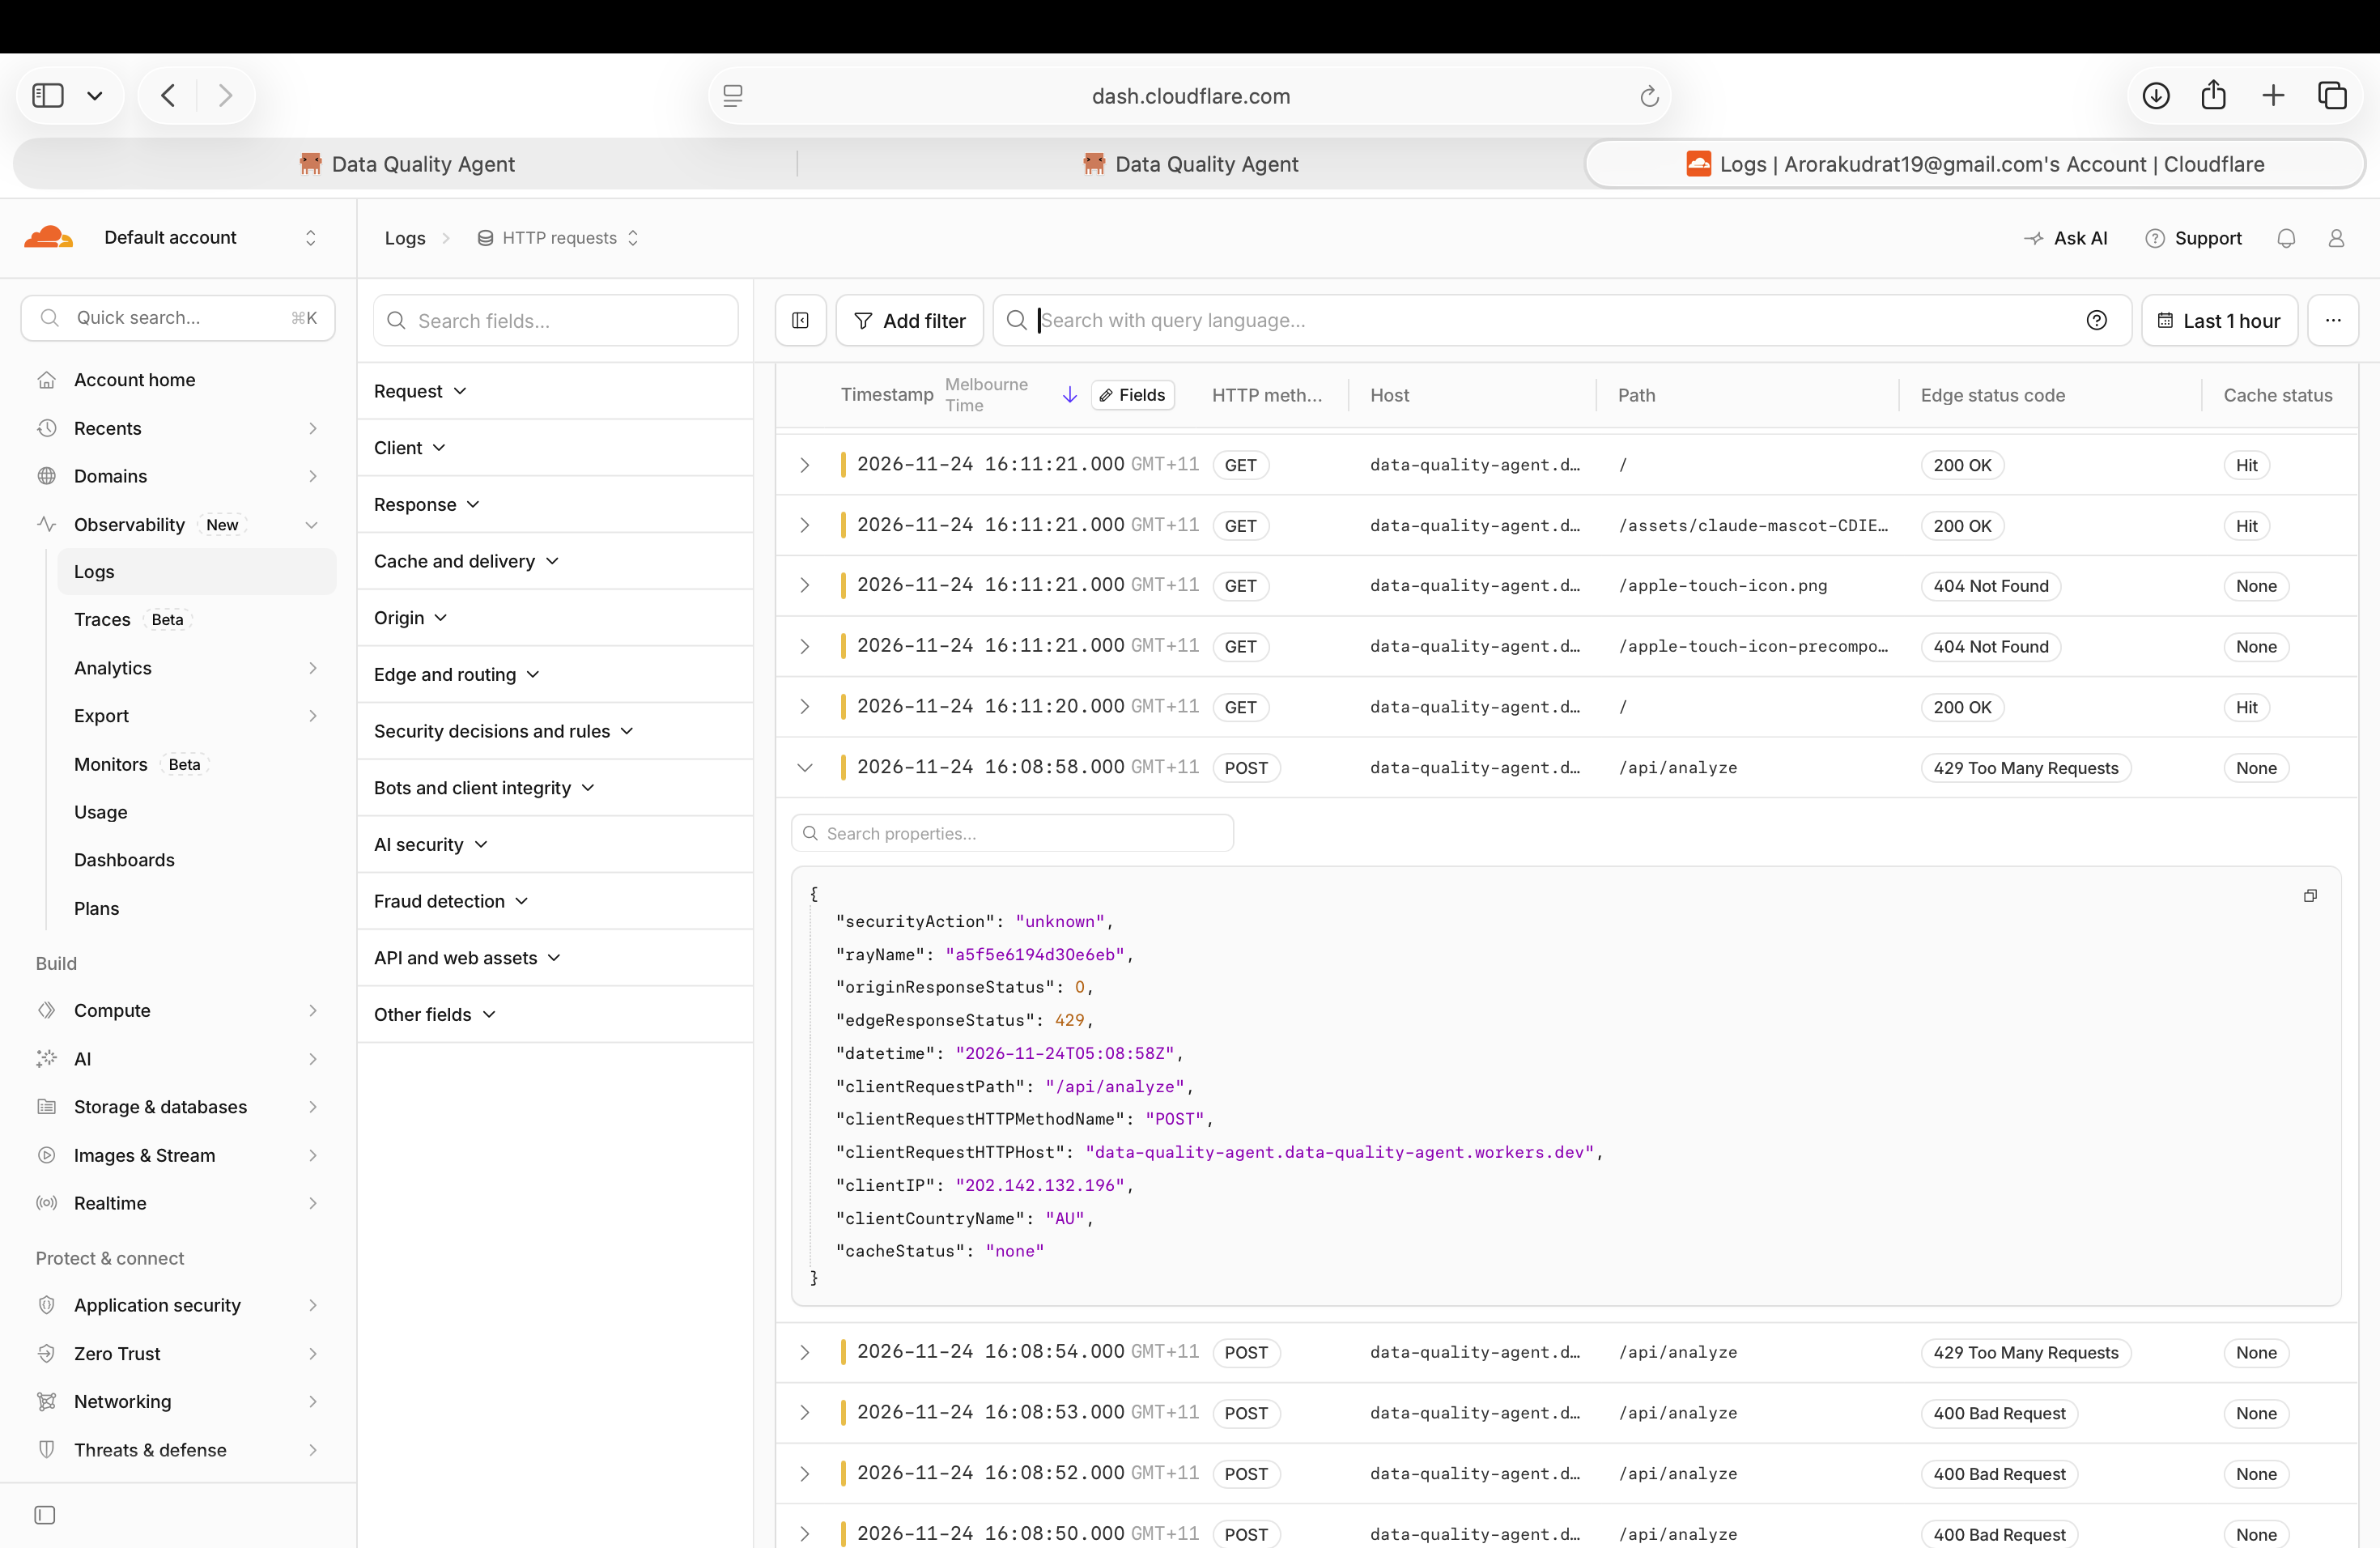 dash.cloudflare.com
Data Quality Agent
Data Quality Agent
Logs | Arorakudrat19@gmail.com's Account | Cloudflare
Default account
Logs
HTTP requests
Ask AI
Support
Quick search...
⌘K
Account home
Recents
Domains
Observability New
Logs
Traces Beta
Analytics
Export
Monitors Beta
Usage
Dashboards
Plans
Build
Compute
AI
Storage & databases
Images & Stream
Realtime
Protect & connect
Application security
Zero Trust
Networking
Threats & defense
Search fields...
Request
Client
Response
Cache and delivery
Origin
Edge and routing
Security decisions and rules
Bots and client integrity
AI security
Fraud detection
API and web assets
Other fields
Add filter
Search with query language...
Last 1 hour
Timestamp Melbourne Time Fields HTTP meth... Host Path Edge status code Cache status
2026-11-24 16:11:21.000 GMT+11 GET data-quality-agent.d... / 200 OK Hit
2026-11-24 16:11:21.000 GMT+11 GET data-quality-agent.d... /assets/claude-mascot-CDIE... 200 OK Hit
2026-11-24 16:11:21.000 GMT+11 GET data-quality-agent.d... /apple-touch-icon.png 404 Not Found None
2026-11-24 16:11:21.000 GMT+11 GET data-quality-agent.d... /apple-touch-icon-precompo... 404 Not Found None
2026-11-24 16:11:20.000 GMT+11 GET data-quality-agent.d... / 200 OK Hit
2026-11-24 16:08:58.000 GMT+11 POST data-quality-agent.d... /api/analyze 429 Too Many Requests None
Search properties...
{
"securityAction": "unknown",
"rayName": "a5f5e6194d30e6eb",
"originResponseStatus": 0,
"edgeResponseStatus": 429,
"datetime": "2026-11-24T05:08:58Z",
"clientRequestPath": "/api/analyze",
"clientRequestHTTPMethodName": "POST",
"clientRequestHTTPHost": "data-quality-agent.data-quality-agent.workers.dev",
"clientIP": "202.142.132.196",
"clientCountryName": "AU",
"cacheStatus": "none"
}
2026-11-24 16:08:54.000 GMT+11 POST data-quality-agent.d... /api/analyze 429 Too Many Requests None
2026-11-24 16:08:53.000 GMT+11 POST data-quality-agent.d... /api/analyze 400 Bad Request None
2026-11-24 16:08:52.000 GMT+11 POST data-quality-agent.d... /api/analyze 400 Bad Request None
2026-11-24 16:08:50.000 GMT+11 POST data-quality-agent.d... /api/analyze 400 Bad Request None